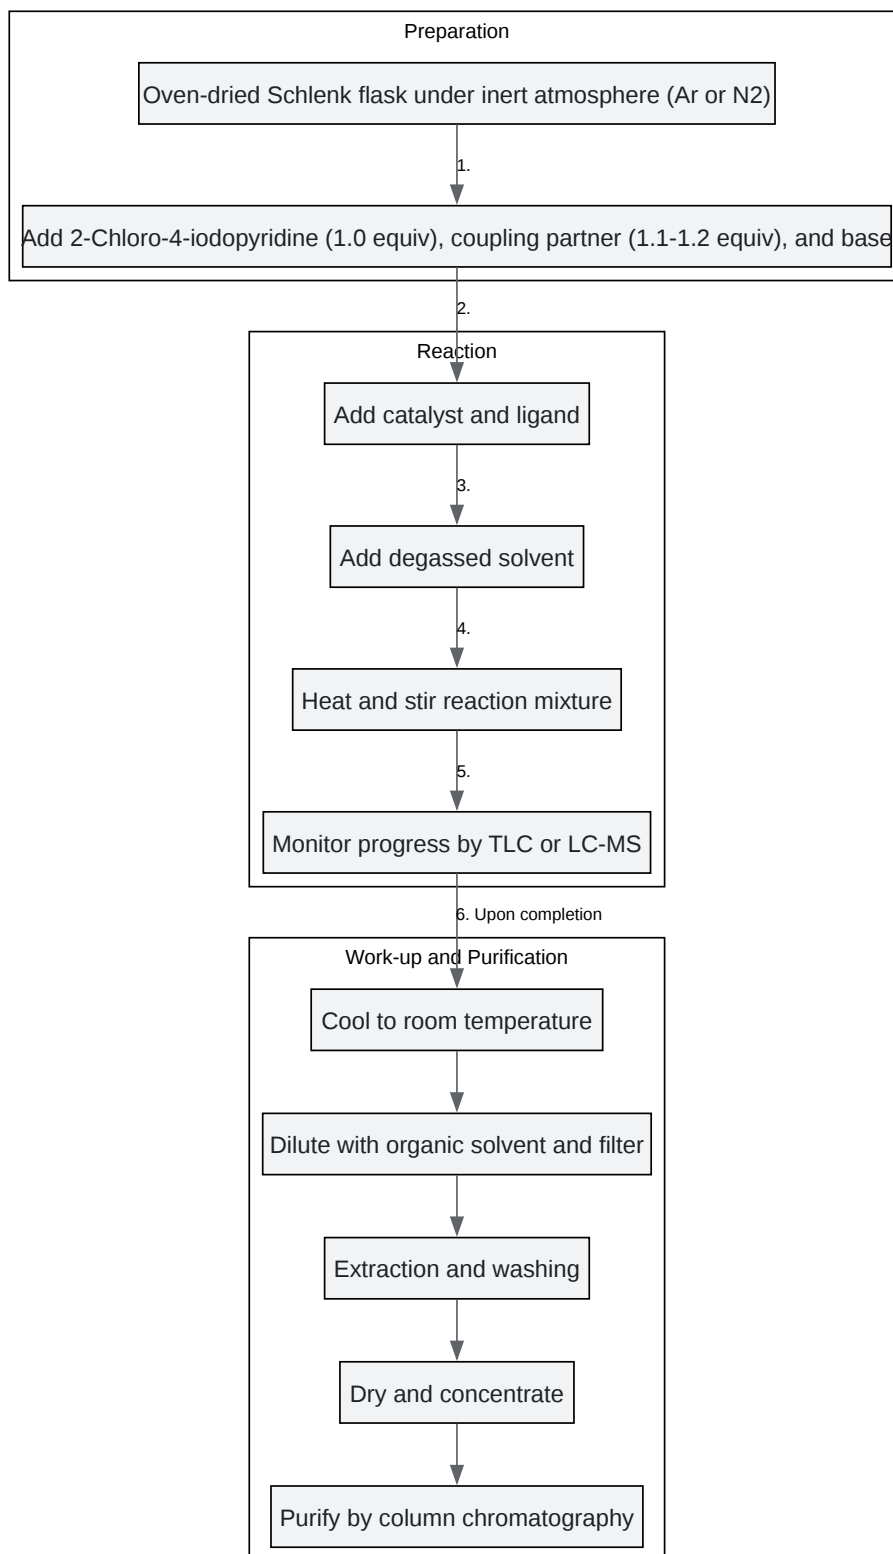 Preparation
Oven-dried Schlenk flask under inert atmosphere (Ar or N2)
1.
Add 2-Chloro-4-iodopyridine (1.0 equiv), coupling partner (1.1-1.2 equiv), and base
2.
Reaction
Add catalyst and ligand
3.
Add degassed solvent
4.
Heat and stir reaction mixture
5.
Monitor progress by TLC or LC-MS
6. Upon completion
Work-up and Purification
Cool to room temperature
Dilute with organic solvent and filter
Extraction and washing
Dry and concentrate
Purify by column chromatography